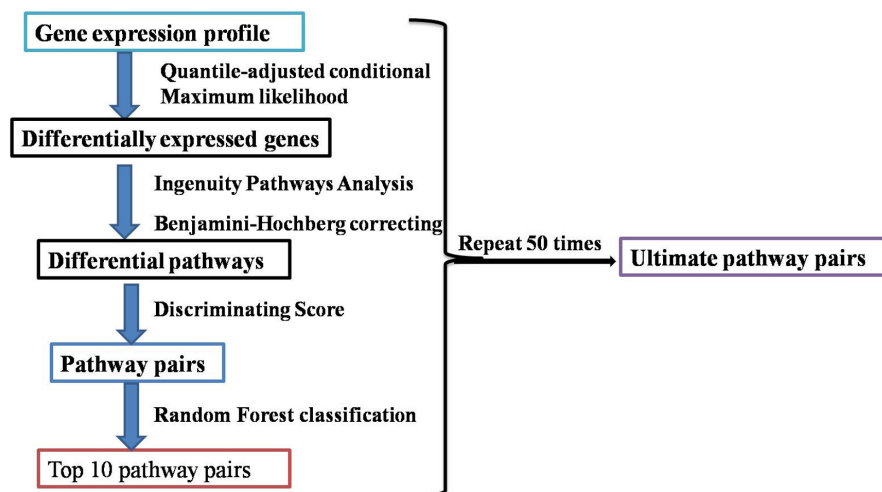 Gene expression profile
Quantile-adjusted conditional
Maximum likelihood
Differentially expressed genes
Ingenuity Pathways Analysis
Benjamini-Hochberg correcting
Differential pathways
Discriminating Score
Pathway pairs
Random Forest classification
Top 10 pathway pairs
Repeat 50 times
Ultimate pathway pairs